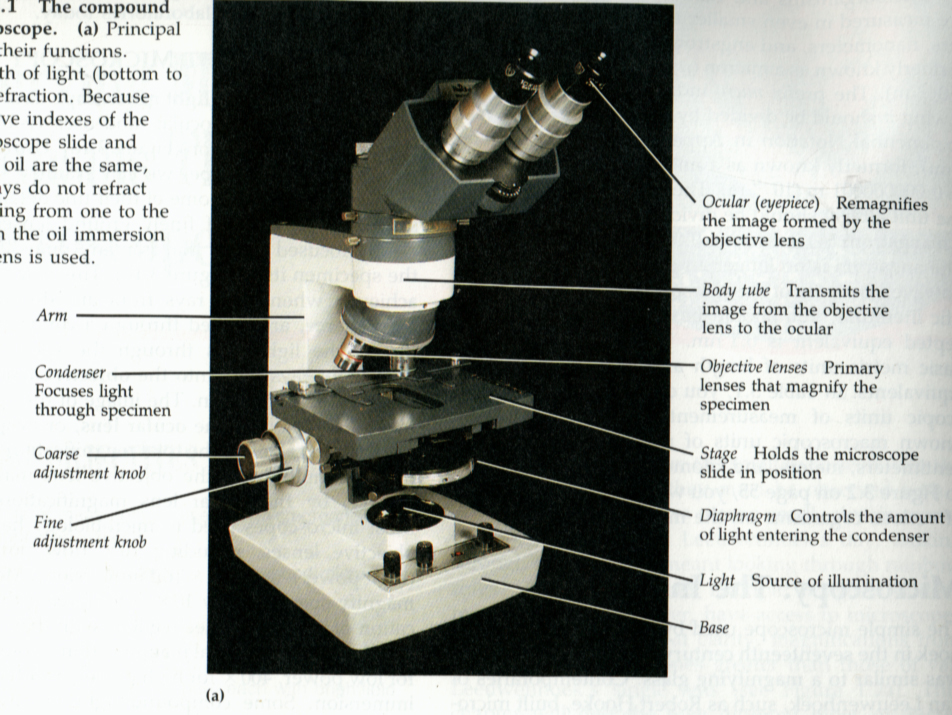 .1 The compound
oscope. (a) Principal
their functions.
th of light (bottom to
efraction. Because
ve indexes of the
oscope slide and
oil are the same,
ys do not refract
ing from one to the
n the oil immersion
ens is used.
Arm
Condenser
Focuses light
through specimen
Coarse
adjustment knob
Fine
adjustment knob
Ocular (eyepiece) Remagnifies
the image formed by the
objective lens
Body tube Transmits the
image from the objective
lens to the ocular
Objective lenses Primary
lenses that magnify the
specimen
Stage Holds the microscope
slide in position
Diaphragm Controls the amount
of light entering the condenser
Light Source of illumination
Base
(a)